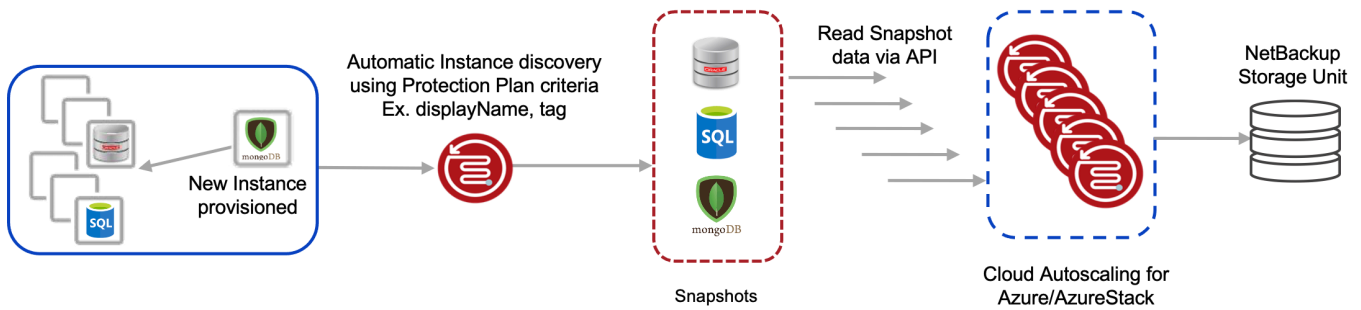 New Instance
provisioned
mongoDB
SQL
Automatic Instance discovery
using Protection Plan criteria
Ex. displayName, tag
ORACLE
SQL
mongoDB
Snapshots
Read Snapshot
data via API
Cloud Autoscaling for
Azure/AzureStack
NetBackup
Storage Unit